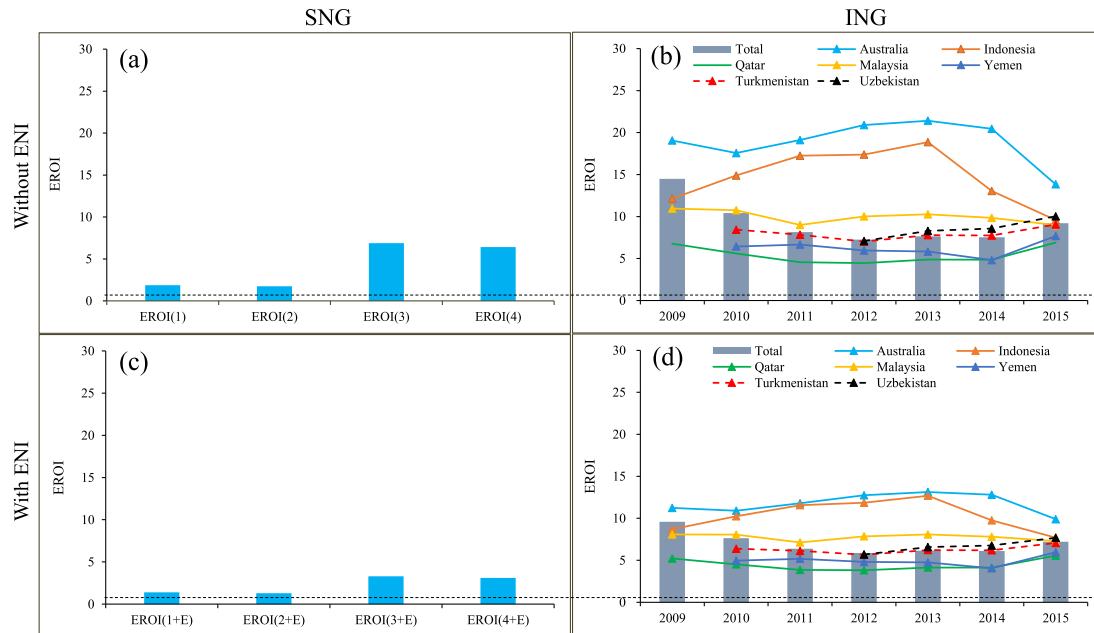 SNG
ING
Without ENI
(a)
EROI
30
25
20
15
10
5
0
EROI(1) EROI(2) EROI(3) EROI(4)
(b)
Total Australia Indonesia
Qatar Malaysia Yemen
Turkmenistan Uzbekistan
EROI
30
25
20
15
10
5
0
2009 2010 2011 2012 2013 2014 2015
With ENI
(c)
EROI
30
25
20
15
10
5
0
EROI(1+E) EROI(2+E) EROI(3+E) EROI(4+E)
(d)
Total Australia Indonesia
Qatar Malaysia Yemen
Turkmenistan Uzbekistan
EROI
30
25
20
15
10
5
0
2009 2010 2011 2012 2013 2014 2015